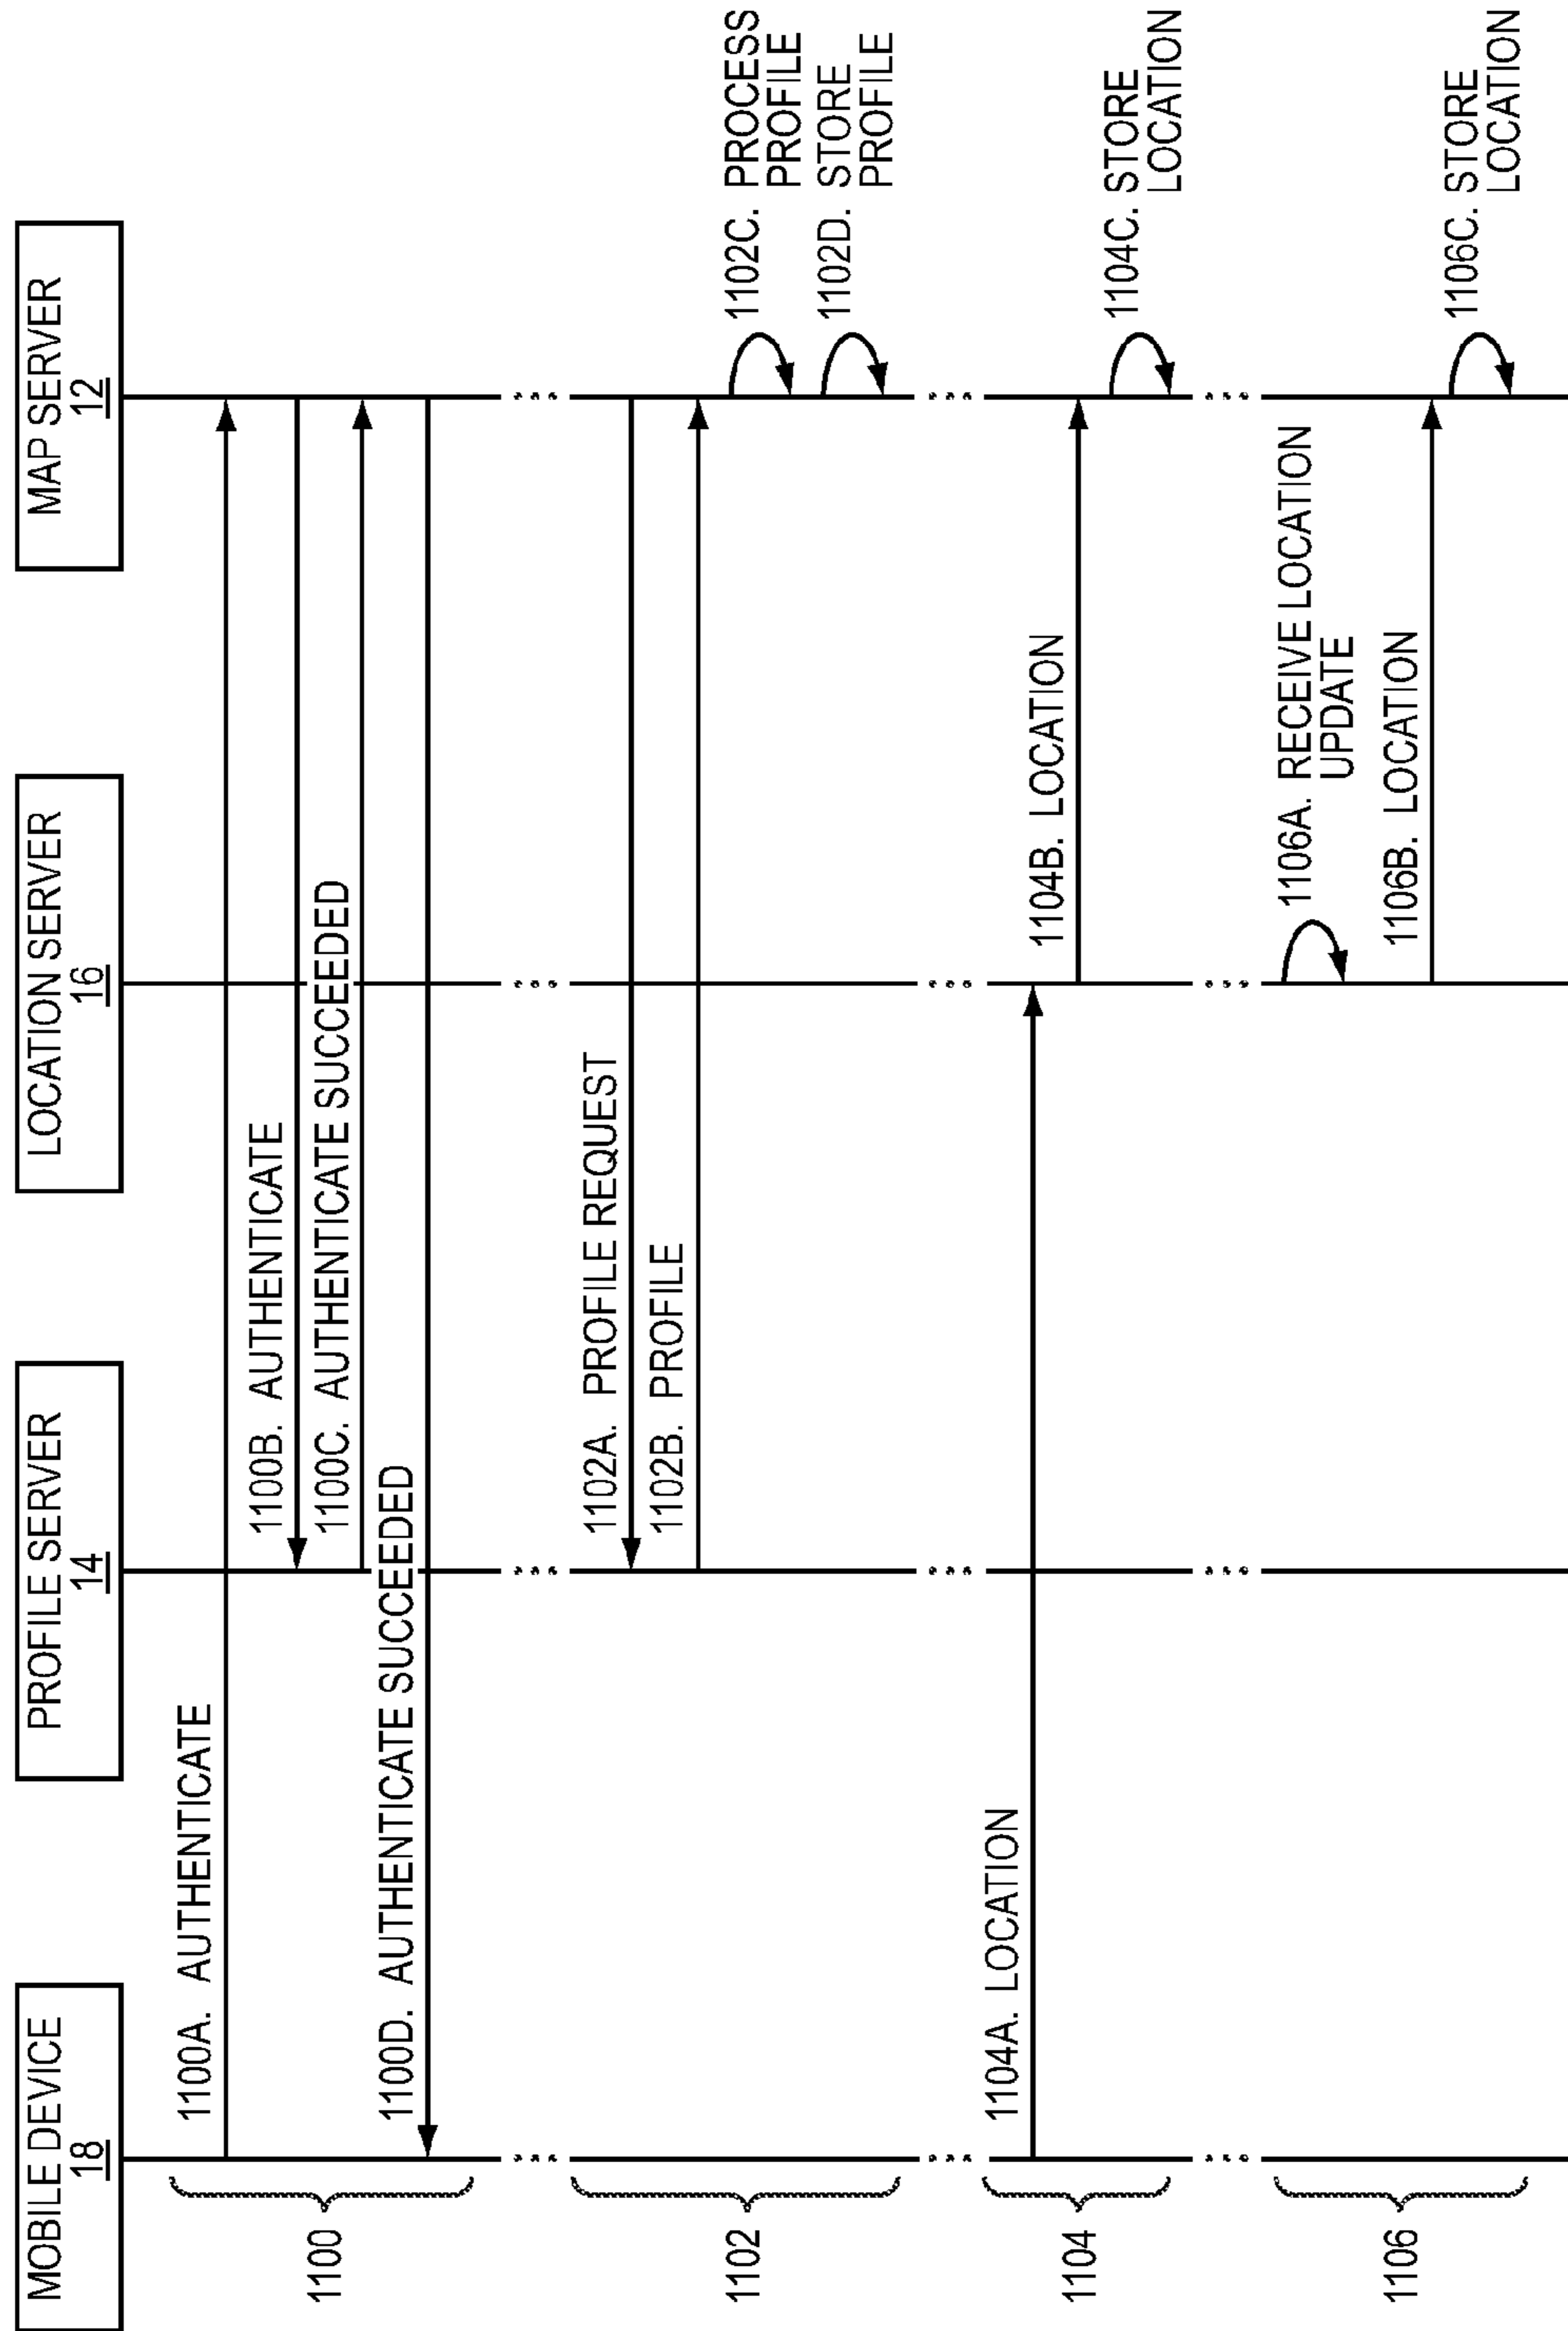 MOBILE DEVICE
18
PROFILE SERVER
14
LOCATION SERVER
16
MAP SERVER
12
1100
1100A. AUTHENTICATE
1100B. AUTHENTICATE
1100C. AUTHENTICATE SUCCEEDED
1100D. AUTHENTICATE SUCCEEDED
1102
1102A. PROFILE REQUEST
1102B. PROFILE
1102C. PROCESS
PROFILE
1102D. STORE
PROFILE
1104
1104A. LOCATION
1104B. LOCATION
1104C. STORE
LOCATION
1106
1106A. RECEIVE LOCATION
UPDATE
1106B. LOCATION
1106C. STORE
LOCATION